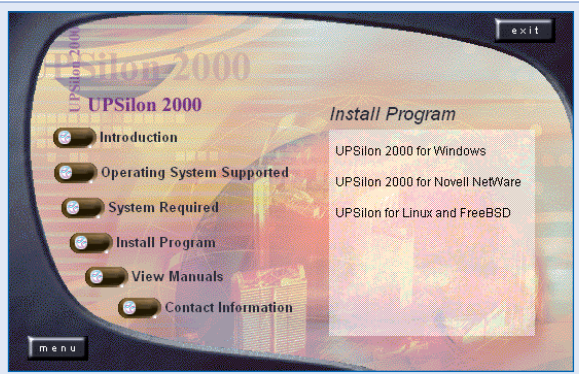 exit
UPSilon 2000
UPSilon 2000
UPSilon 2000
Introduction
Operating System Supported
System Required
Install Program
View Manuals
Contact Information
Install Program
UPSilon 2000 for Windows
UPSilon 2000 for Novell NetWare
UPSilon for Linux and FreeBSD
menu